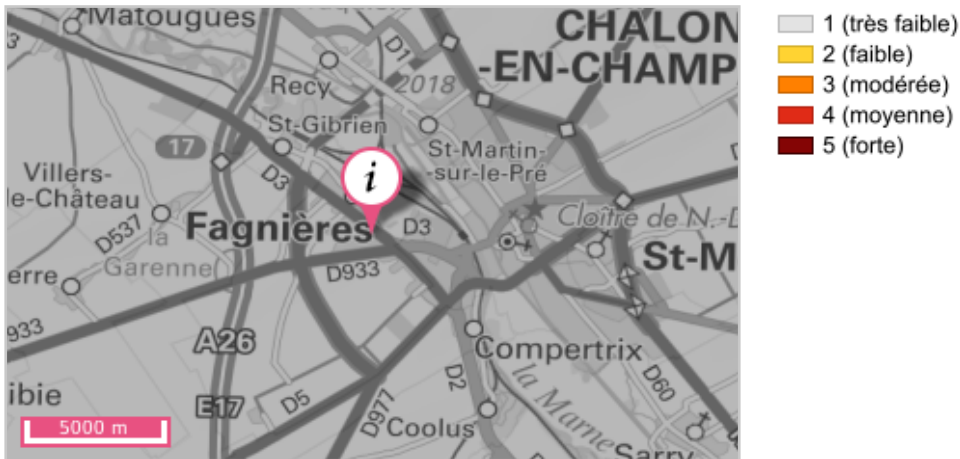 Matougues
D3
D1
2018
CHALON
-EN-CHAMP
Recy
St-Gibrien
17
D3
St-Martin-
-sur-le-Pré
Villers-
le-Château
D537
la
Garenne
i
Fagnières
D3
Cloître de N.-D
St-M
D933
erre
933
A26
Compertrix
ibie
E17
D5
D977
D2
la Marne
D60
Coolus
Sarry
5000 m
1 (très faible)
2 (faible)
3 (modérée)
4 (moyenne)
5 (forte)